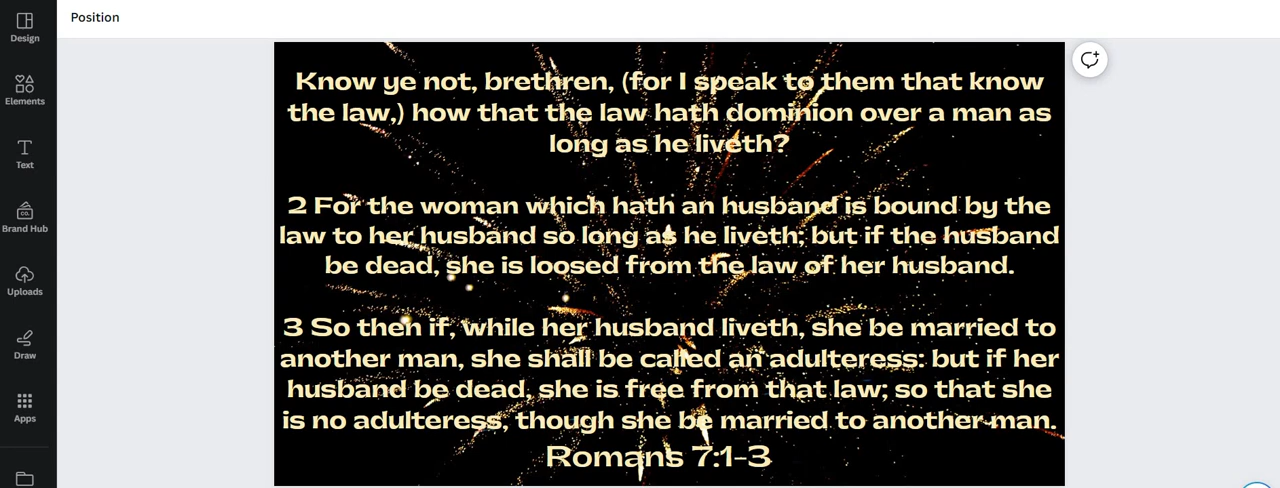 Position
Design
Elements
Text
CO.
Brand Hub
Uploads
Draw
Apps
Know ye not, brethren, (for I speak to them that know
the law,) how that the law hath dominion over a man as
long as he liveth?
2 For the woman which hath an husband is bound by the
law to her husband so long as he liveth; but if the husband
be dead, she is loosed from the law of her husband.
3 So then if, while her husband liveth, she be married to
another man, she shall be called an adulteress: but if her
husband be dead, she is free from that law; so that she
is no adulteress, though she be married to another man.
Romans 7:1-3